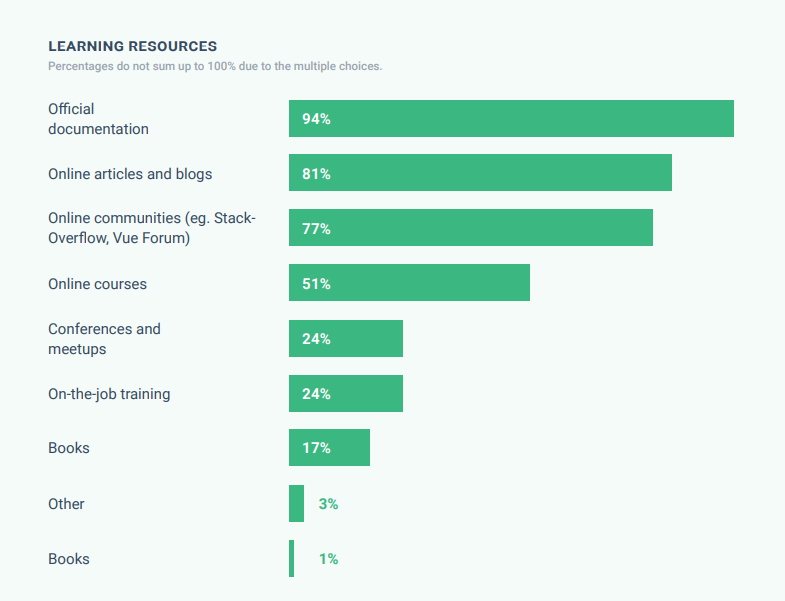 LEARNING RESOURCES
Percentages do not sum up to 100% due to the multiple choices.
Official
documentation
94%
Online articles and blogs
81%
Online communities (eg. Stack-
Overflow, Vue Forum)
77%
Online courses
51%
Conferences and
meetups
24%
On-the-job training
24%
Books
17%
Other
3%
Books
1%